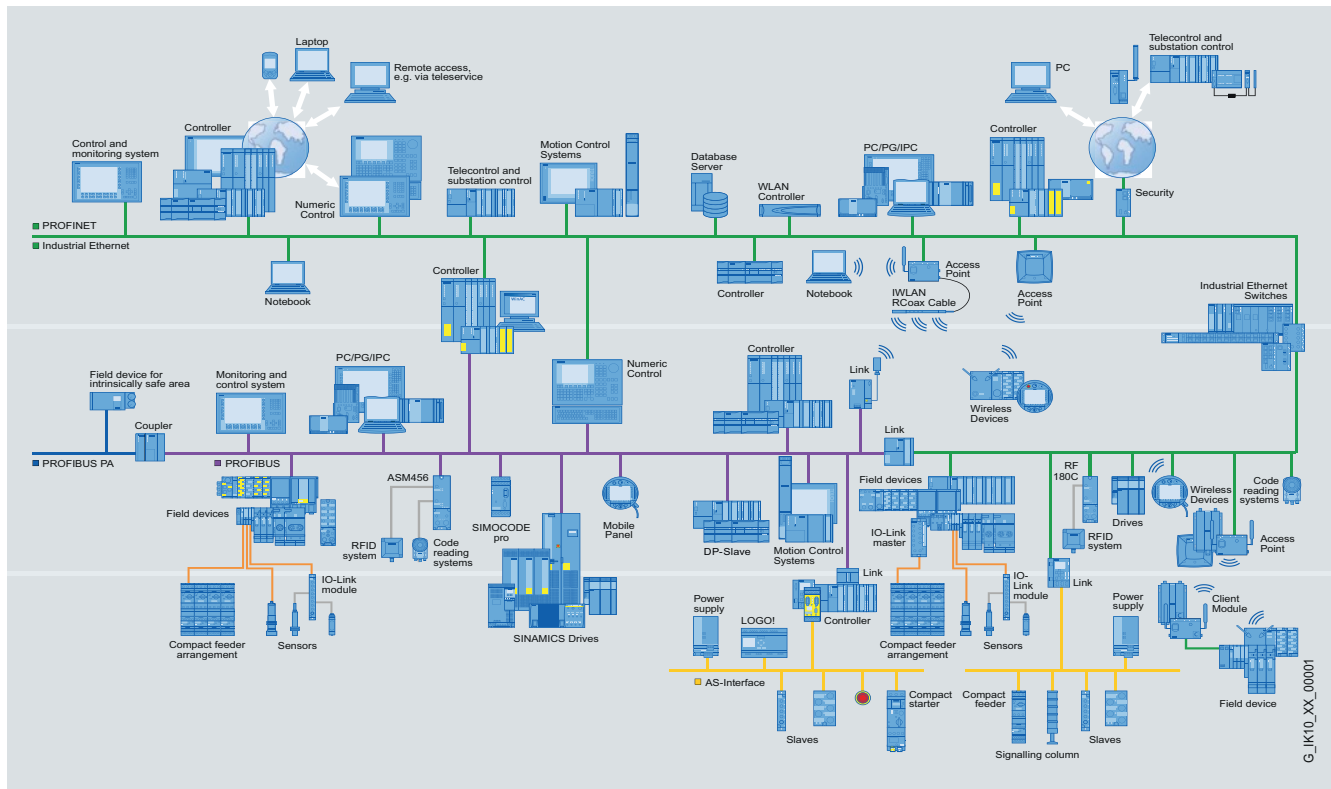 Laptop
Remote access,
e.g. via teleservice
Telecontrol and
substation control
PC
Controller
Control and
monitoring system
Numeric
Control
Telecontrol and
substation control
Motion Control
Systems
Database
Server
WLAN
Controller
PC/PG/IPC
Controller
Security
PROFINET
Industrial Ethernet
Notebook
Controller
Controller
Notebook
Access
Point
IWLAN
RCoax Cable
Access
Point
Industrial Ethernet
Switches
Field device for
intrinsically safe area
Monitoring and
control system
PC/PG/IPC
Numeric
Control
Controller
Link
Wireless
Devices
Coupler
Link
PROFIBUS PA
PROFIBUS
Field devices
ASM456
RFID
system
Code
reading
systems
SIMOCODE
pro
Mobile
Panel
DP-Slave
Motion Control
Systems
Field devices
IO-Link
master
RF
180C
RFID
system
Drives
Wireless
Devices
Code
reading
systems
Access
Point
IO-Link
module
Compact feeder
arrangement
Sensors
SINAMICS Drives
Link
Power
supply
LOGO!
Controller
Compact feeder
arrangement
Sensors
IO-
Link
module
Link
Power
supply
Client
Module
AS-Interface
Slaves
Compact
starter
Compact
feeder
Signalling column
Slaves
Field device
G_IK10_XX_00001